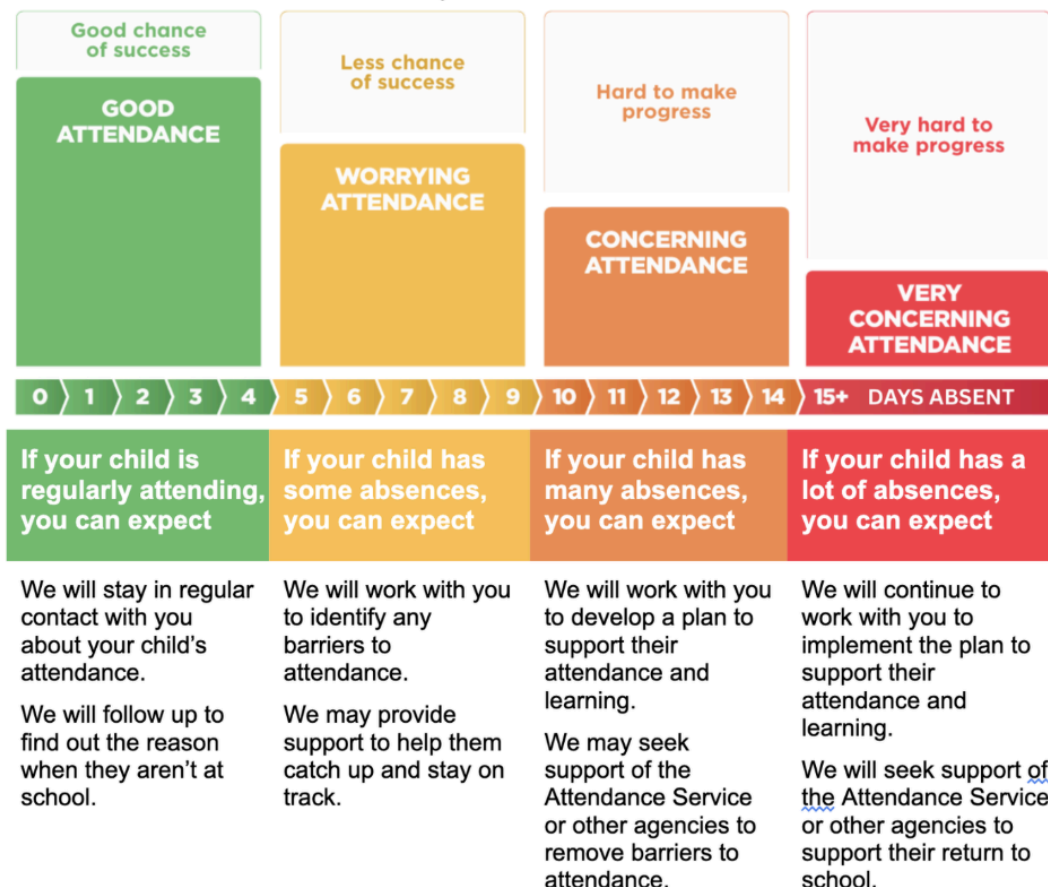 Good chance
of success
GOOD
ATTENDANCE
Less chance
of success
WORRYING
ATTENDANCE
Hard to make
progress
CONCERNING
ATTENDANCE
Very hard to
make progress
VERY
CONCERNING
ATTENDANCE
0 1 2 3 4 5 6 7 8 9 10 11 12 13 14 15+ DAYS ABSENT
If your child is
regularly attending,
you can expect
We will stay in regular
contact with you
about your child's
attendance.
We will follow up to
find out the reason
when they aren't at
school.
If your child has
some absences,
you can expect
We will work with you
to identify any
barriers to
attendance.
We may provide
support to help them
catch up and stay on
track.
If your child has
many absences,
you can expect
We will work with you
to develop a plan to
support their
attendance and
learning.
We may seek
support of the
Attendance Service
or other agencies to
remove barriers to
attendance.
If your child has a
lot of absences,
you can expect
We will continue to
work with you to
implement the plan to
support their
attendance and
learning.
We will seek support of
the Attendance Service
or other agencies to
support their return to
school.